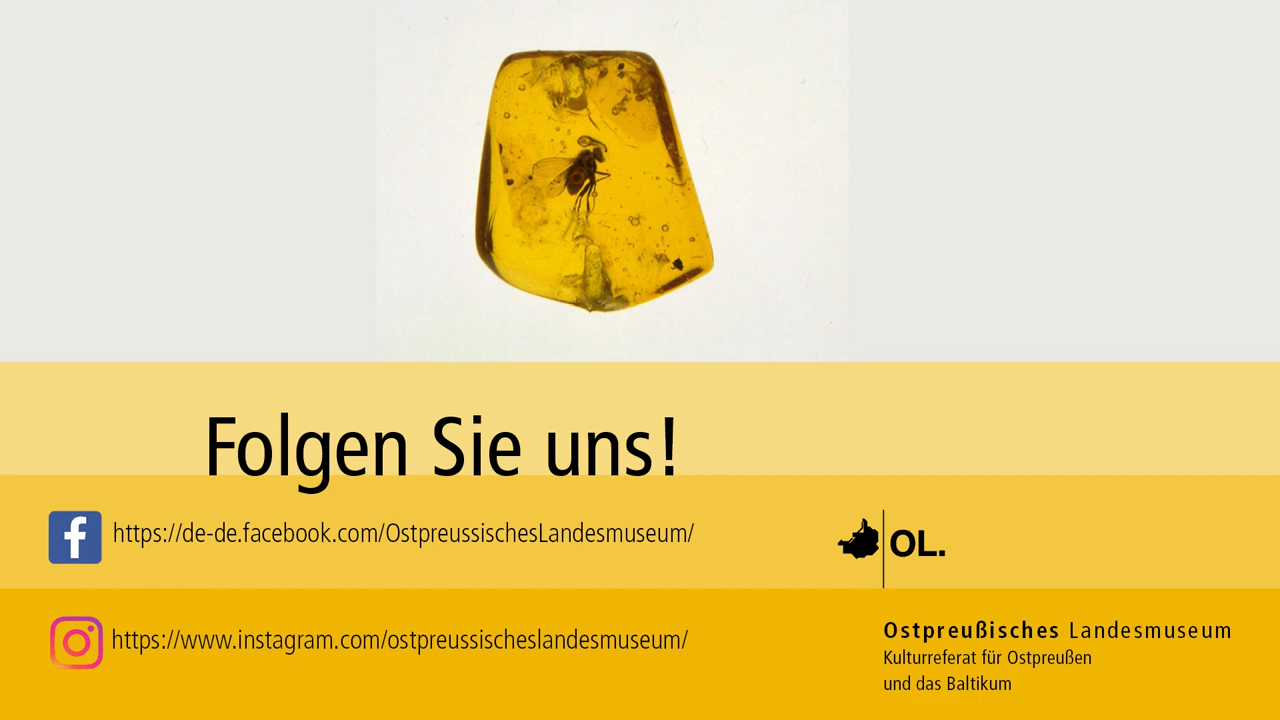 Folgen Sie uns!
https://de-de.facebook.com/OstpreussischesLandesmuseum/
https://www.instagram.com/ostpreussischeslandesmuseum/
OL.
Ostpreußisches Landesmuseum
Kulturreferat für Ostpreußen
und das Baltikum